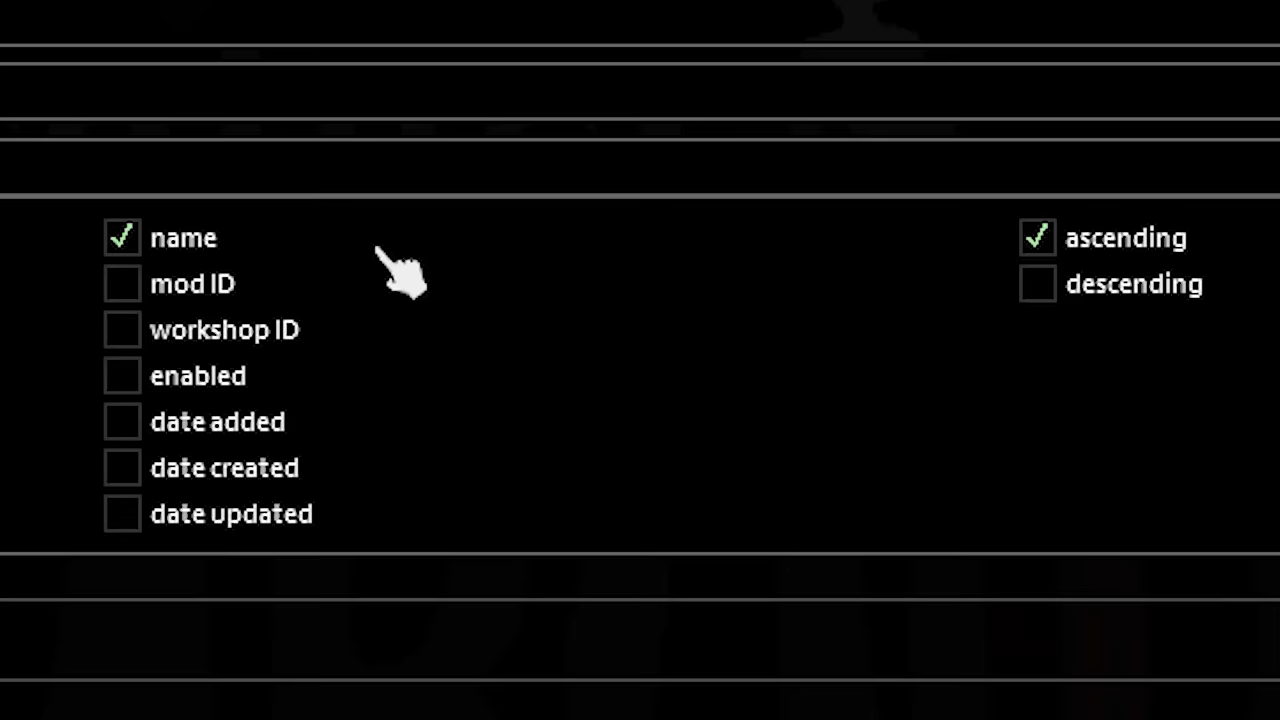 name
mod ID
workshop ID
enabled
date added
date created
date updated
ascending
descending